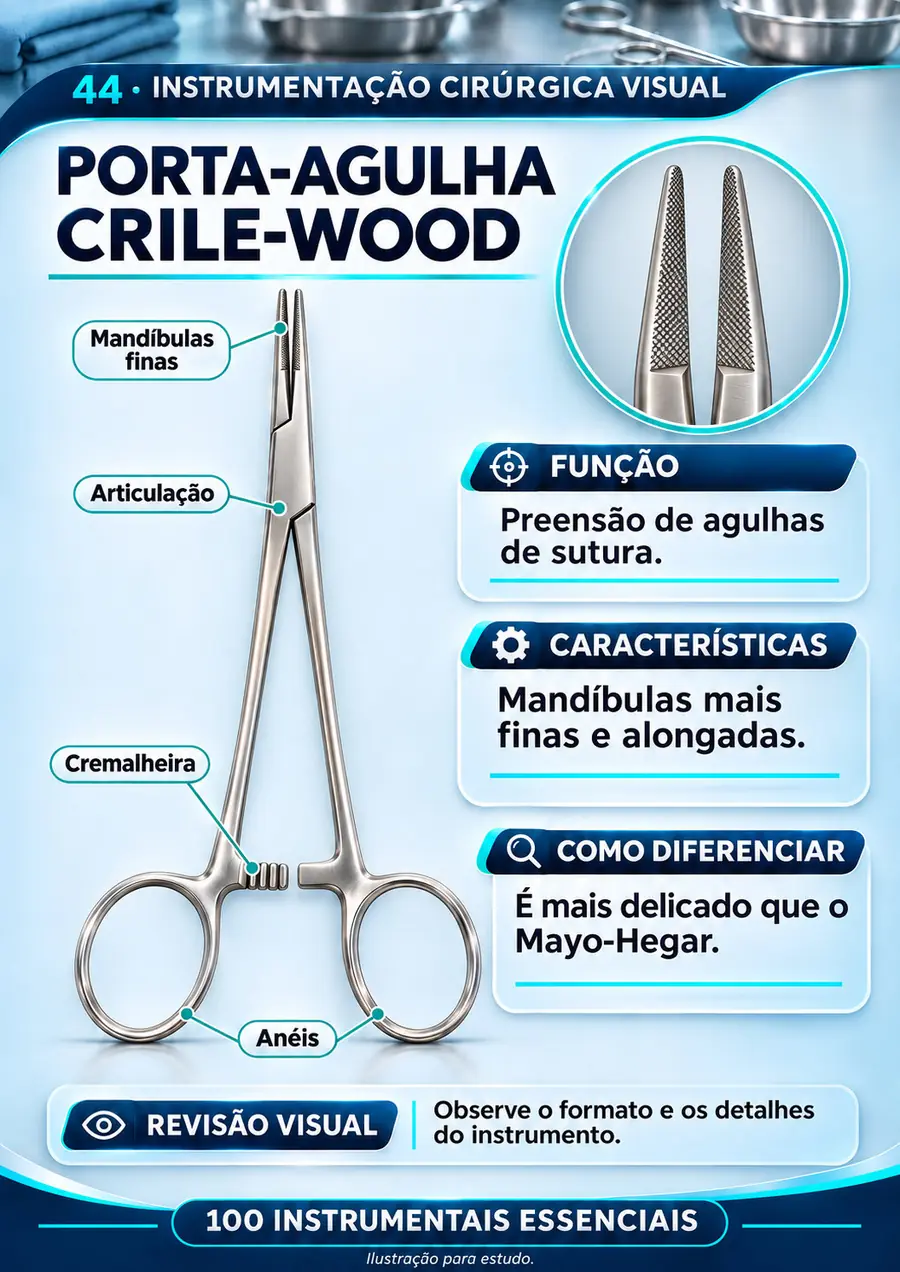 44 · INSTRUMENTAÇÃO CIRÚRGICA VISUAL
PORTA-AGULHA
CRILE-WOOD
Mandíbulas
finas
Articulação
Cremalheira
Anéis
FUNÇÃO
Preensão de agulhas
de sutura.
CARACTERÍSTICAS
Mandíbulas mais
finas e alongadas.
COMO DIFERENCIAR
É mais delicado que o
Mayo-Hegar.
REVISÃO VISUAL
Observe o formato e os detalhes
do instrumento.
100 INSTRUMENTAIS ESSENCIAIS
Ilustração para estudo.